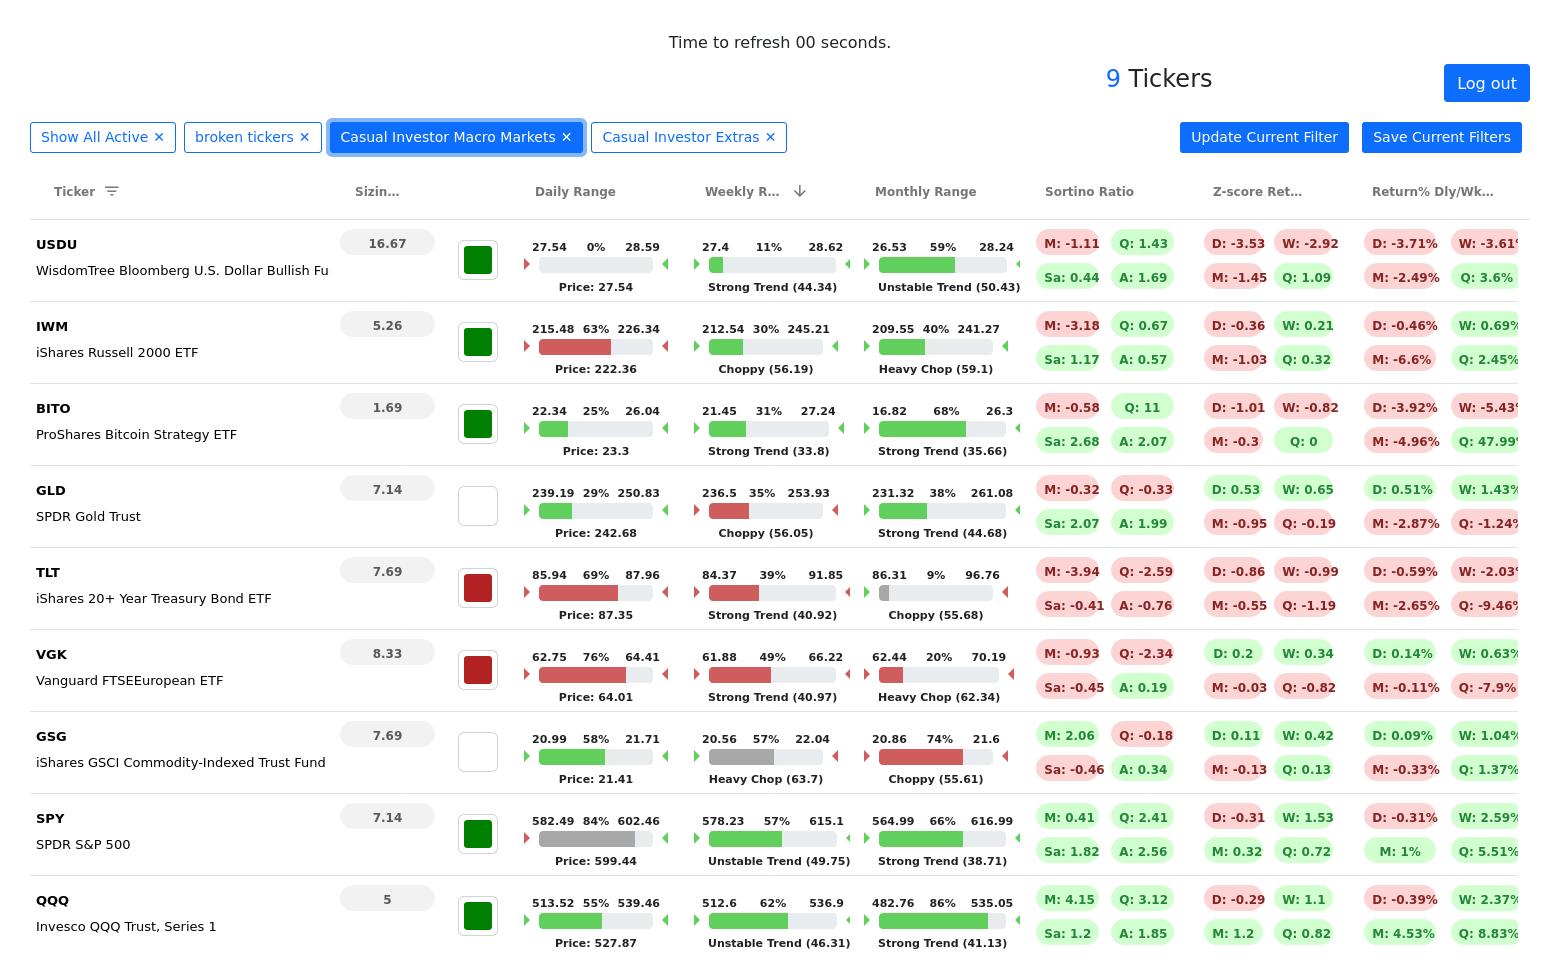 Time to refresh 00 seconds.
9 Tickers
Log out
Show All Active ✕ broken tickers ✕ Casual Investor Macro Markets ✕ Casual Investor Extras ✕ Update Current Filter Save Current Filters
Ticker Sizin... Daily Range Weekly R... Monthly Range Sortino Ratio Z-score Ret... Return% Dly/Wk...
USDU 16.67 27.54 0% 28.59 27.4 11% 28.62 26.53 59% 28.24 M: -1.11 Q: 1.43 D: -3.53 W: -2.92 D: -3.71% W: -3.61%
WisdomTree Bloomberg U.S. Dollar Bullish Fu Price: 27.54 Strong Trend (44.34) Unstable Trend (50.43) Sa: 0.44 A: 1.69 M: -1.45 Q: 1.09 M: -2.49% Q: 3.6%
IWM 5.26 215.48 63% 226.34 212.54 30% 245.21 209.55 40% 241.27 M: -3.18 Q: 0.67 D: -0.36 W: 0.21 D: -0.46% W: 0.69%
iShares Russell 2000 ETF Price: 222.36 Choppy (56.19) Heavy Chop (59.1) Sa: 1.17 A: 0.57 M: -1.03 Q: 0.32 M: -6.6% Q: 2.45%
BITO 1.69 22.34 25% 26.04 21.45 31% 27.24 16.82 68% 26.3 M: -0.58 Q: 11 D: -1.01 W: -0.82 D: -3.92% W: -5.43%
ProShares Bitcoin Strategy ETF Price: 23.3 Strong Trend (33.8) Strong Trend (35.66) Sa: 2.68 A: 2.07 M: -0.3 Q: 0 M: -4.96% Q: 47.99%
GLD 7.14 239.19 29% 250.83 236.5 35% 253.93 231.32 38% 261.08 M: -0.32 Q: -0.33 D: 0.53 W: 0.65 D: 0.51% W: 1.43%
SPDR Gold Trust Price: 242.68 Choppy (56.05) Strong Trend (44.68) Sa: 2.07 A: 1.99 M: -0.95 Q: -0.19 M: -2.87% Q: -1.24%
TLT 7.69 85.94 69% 87.96 84.37 39% 91.85 86.31 9% 96.76 M: -3.94 Q: -2.59 D: -0.86 W: -0.99 D: -0.59% W: -2.03%
iShares 20+ Year Treasury Bond ETF Price: 87.35 Strong Trend (40.92) Choppy (55.68) Sa: -0.41 A: -0.76 M: -0.55 Q: -1.19 M: -2.65% Q: -9.46%
VGK 8.33 62.75 76% 64.41 61.88 49% 66.22 62.44 20% 70.19 M: -0.93 Q: -2.34 D: 0.2 W: 0.34 D: 0.14% W: 0.63%
Vanguard FTSEEuropean ETF Price: 64.01 Strong Trend (40.97) Heavy Chop (62.34) Sa: -0.45 A: 0.19 M: -0.03 Q: -0.82 M: -0.11% Q: -7.9%
GSG 7.69 20.99 58% 21.71 20.56 57% 22.04 20.86 74% 21.6 M: 2.06 Q: -0.18 D: 0.11 W: 0.42 D: 0.09% W: 1.04%
iShares GSCI Commodity-Indexed Trust Fund Price: 21.41 Heavy Chop (63.7) Choppy (55.61) Sa: -0.46 A: 0.34 M: -0.13 Q: 0.13 M: -0.33% Q: 1.37%
SPY 7.14 582.49 84% 602.46 578.23 57% 615.1 564.99 66% 616.99 M: 0.41 Q: 2.41 D: -0.31 W: 1.53 D: -0.31% W: 2.59%
SPDR S&P 500 Price: 599.44 Unstable Trend (49.75) Strong Trend (38.71) Sa: 1.82 A: 2.56 M: 0.32 Q: 0.72 M: 1% Q: 5.51%
QQQ 5 513.52 55% 539.46 512.6 62% 536.9 482.76 86% 535.05 M: 4.15 Q: 3.12 D: -0.29 W: 1.1 D: -0.39% W: 2.37%
Invesco QQQ Trust, Series 1 Price: 527.87 Unstable Trend (46.31) Strong Trend (41.13) Sa: 1.2 A: 1.85 M: 1.2 Q: 0.82 M: 4.53% Q: 8.83%